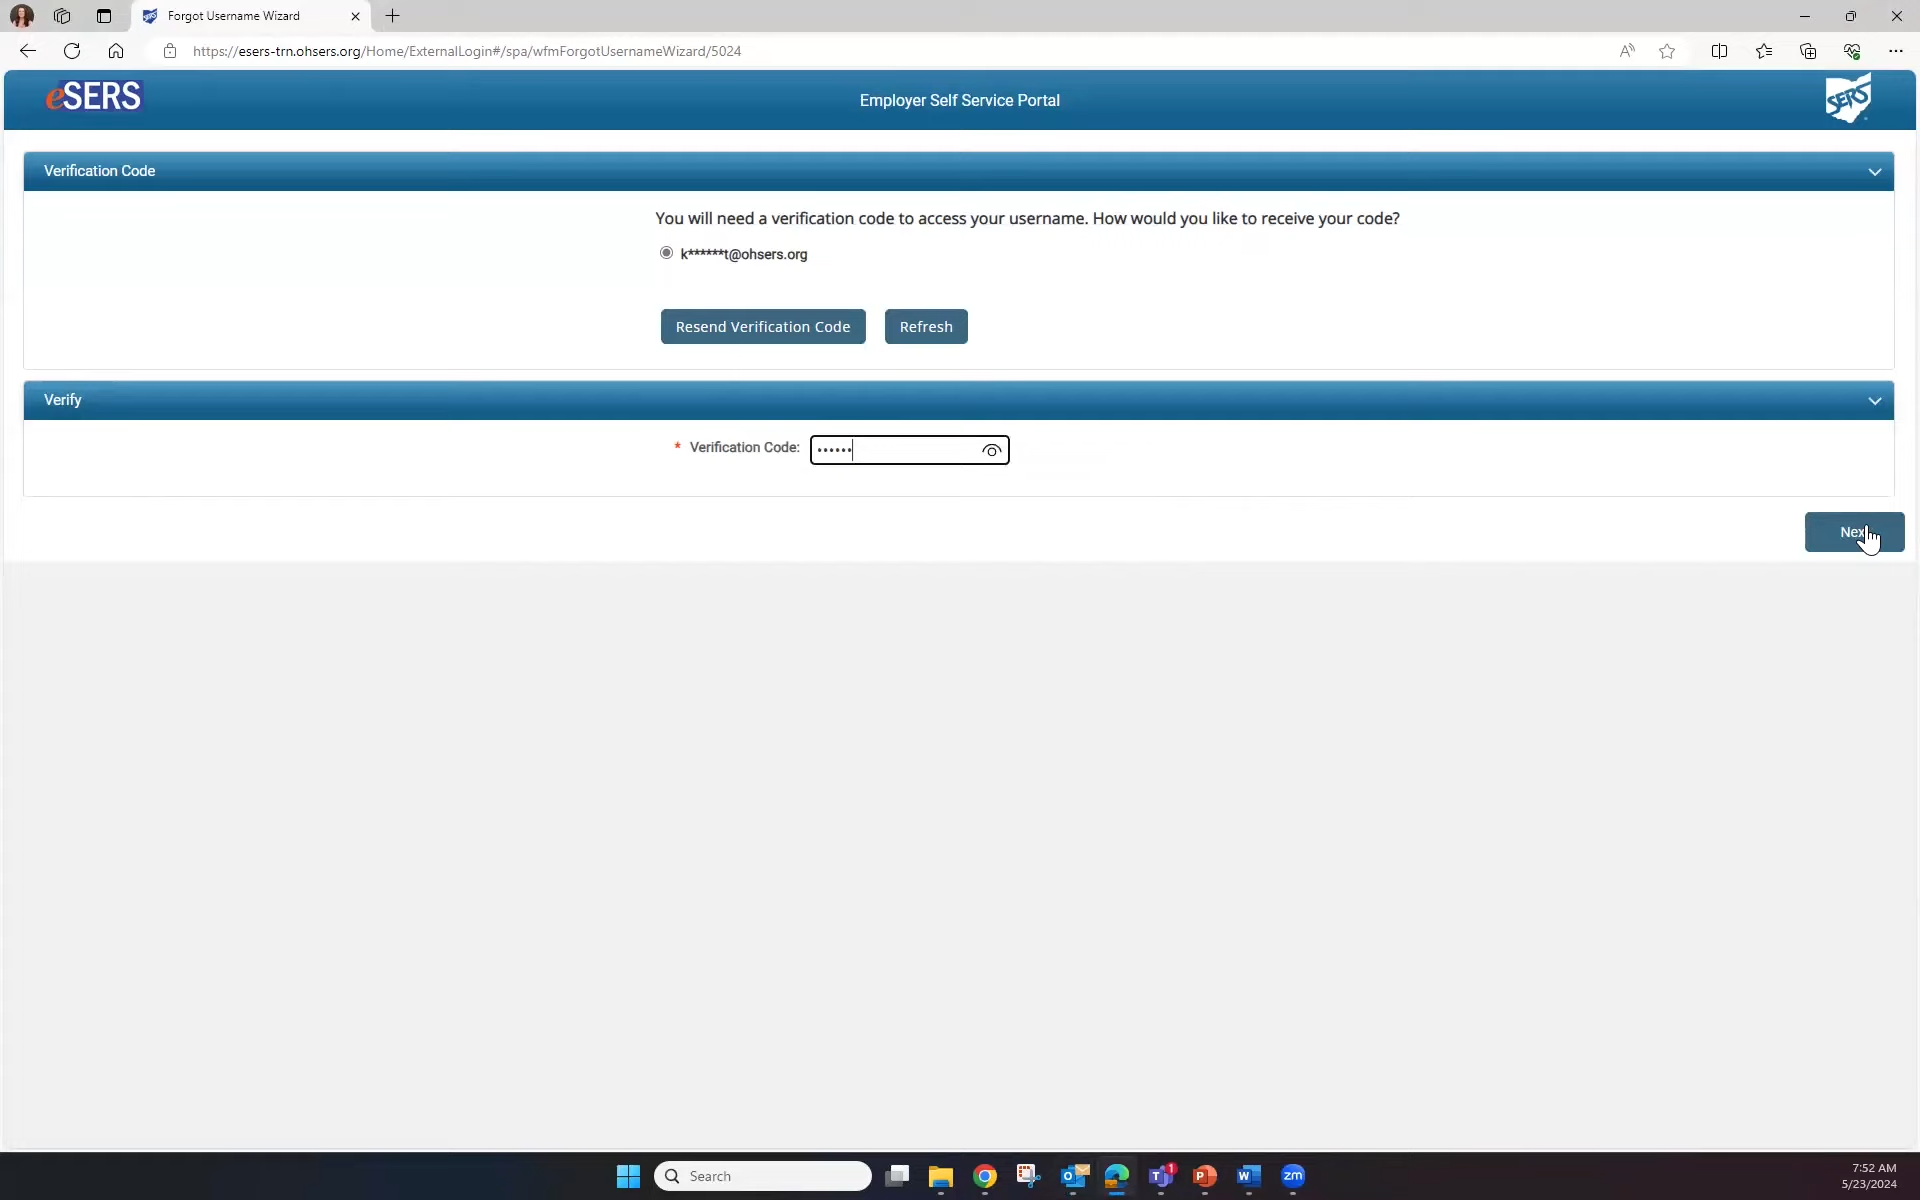 Forgot Username Wizard
https://esers-trn.ohsers.org/Home/ExternalLogin#/spa/wfmForgotUsernameWizard/5024
eSERS
Employer Self Service Portal
SERS
Verification Code
You will need a verification code to access your username. How would you like to receive your code?
k******t@ohsers.org
Resend Verification Code
Refresh
Verify
* Verification Code:
Next
Search
1
zm
7:52 AM
5/23/2024